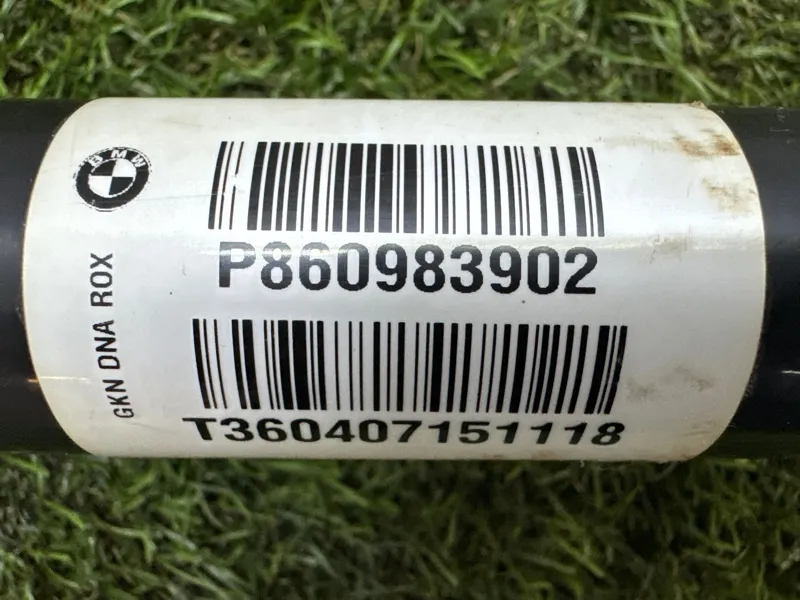 BMW
P860983902
GKN DNA ROX
T360407151118